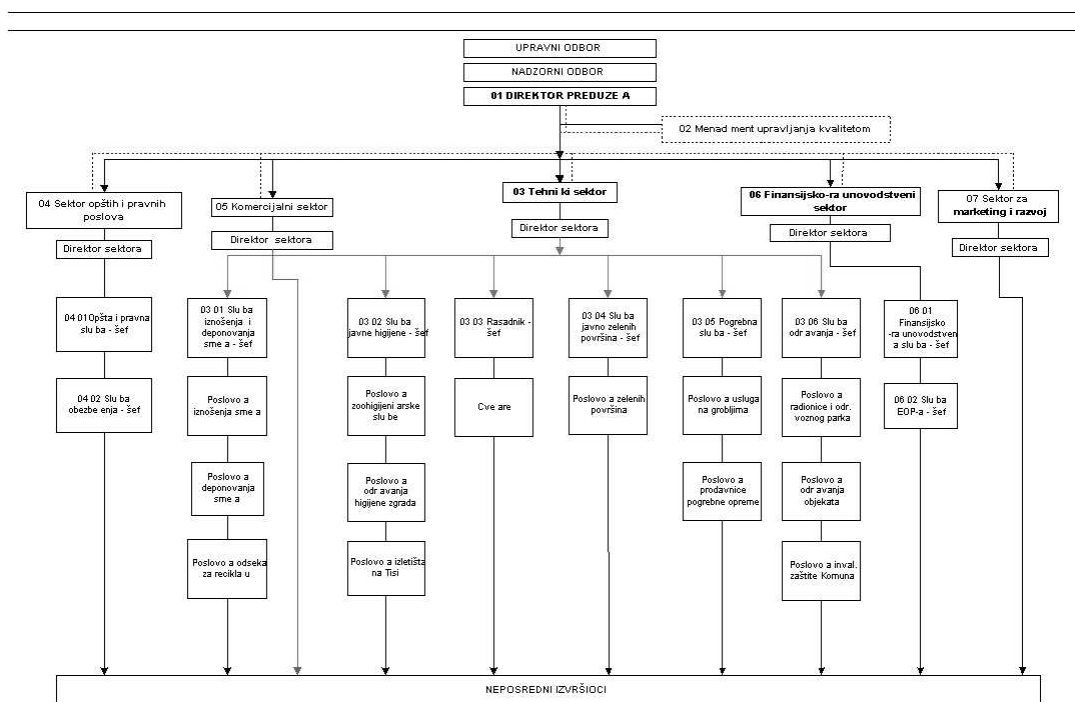 UPRAVNI ODBOR
NADZORNI ODBOR
01 DIREKTOR PREDUZE A
02 Menad ment upravljanja kvalitetom
04 Sektor opštih i pravnih
poslova
05 Komercijalni sektor
03 Tehni ki sektor
06 Finansijsko-ra unovodstveni
sektor
07 Sektor za
marketing i razvoj
Direktor sektora
Direktor sektora
Direktor sektora
Direktor sektora
Direktor sektora
04 01Opšta i pravna
slu ba - šef
03 01 Slu ba
iznošenja i
deponovanja
sme a - šef
03 02 Slu ba
javne higijene - šef
03 03 Rasadnik -
šef
03 04 Slu ba
javno zelenih
površina - šef
03 05 Pogrebna
slu ba - šef
03 06 Slu ba
odr avanja - šef
06 01
Finansijsko
-ra unovodstven
a slu ba - šef
04 02 Slu ba
obezbe enja - šef
Poslovo a
iznošenja sme a
Poslovo a
zoohigijeni arske
slu be
Cve are
Poslovo a zelenih
površina
Poslovo a usluga
na grobljima
Poslovo a
radionice i odr.
voznog parka
06 02 Slu ba
EOP-a - šef
Poslovo a
deponovanja
sme a
Poslovo a
odr avanja
higijene zgrada
Poslovo a
prodavnice
pogrebne opreme
Poslovo a
odr avanja
objekata
Poslovo a odseka
za recikla u
Poslovo a izletišta
na Tisi
Poslovo a inval.
zaštite Komuna
NEPOSREDNI IZVRŠIOCI